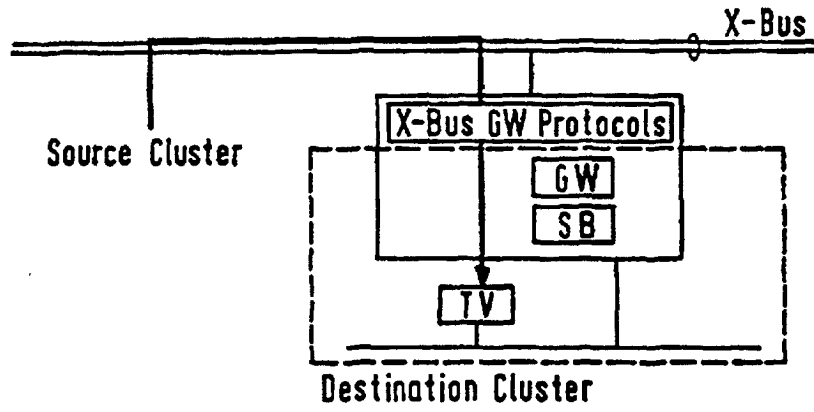 X-Bus
X-Bus GW Protocols
Source Cluster
GW
SB
TV
Destination Cluster